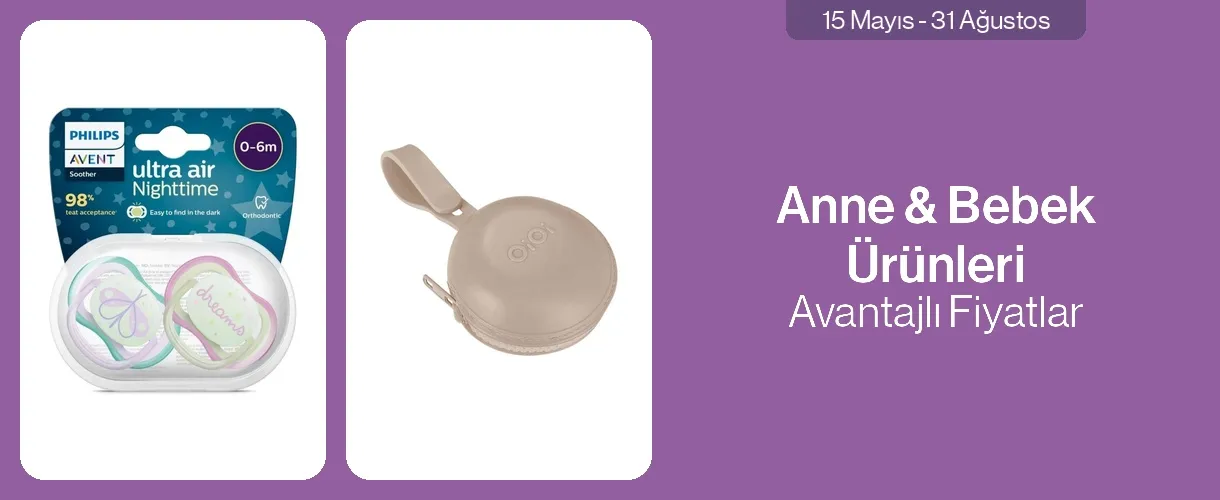 15 Mayıs - 31 Ağustos
PHILIPS
AVENT
Soother
0-6m
ultra air
Nighttime
98%
teat acceptance
Easy to find in the dark
Orthodontic
dreams
OiOi
Anne & Bebek
Ürünleri
Avantajlı Fiyatlar